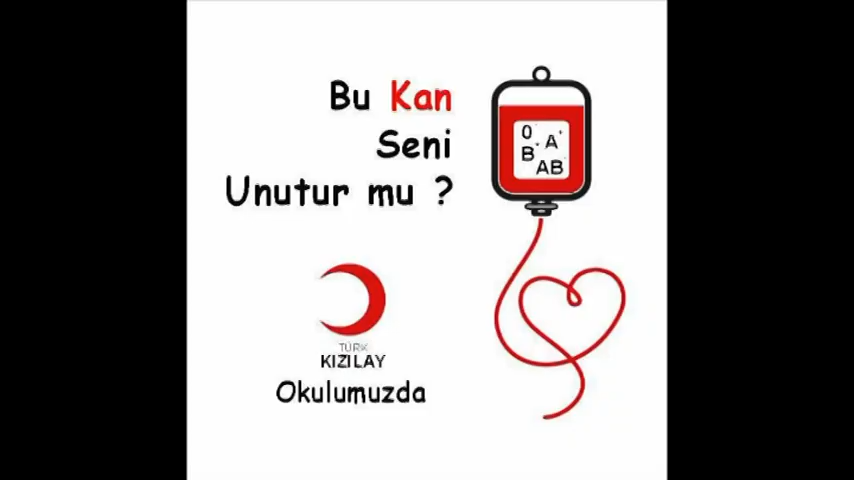 Bu Kan
Seni
Unutur mu ?
0
A
B
AB
TÜRK
KIZILAY
Okulumuzda